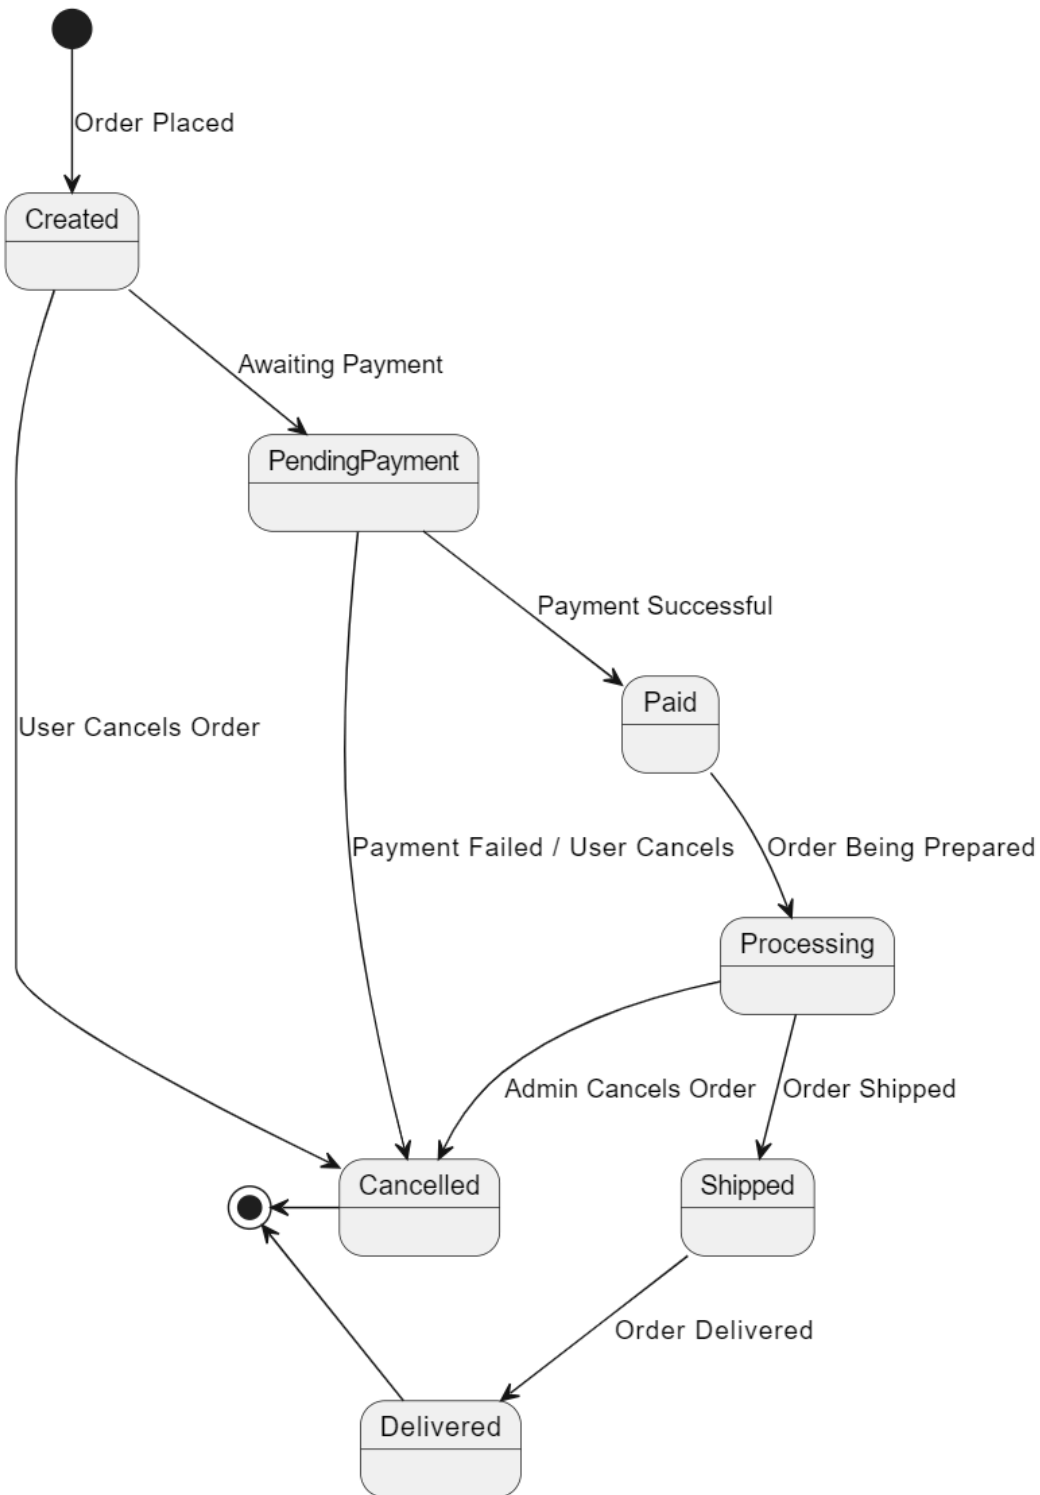 Order Placed
Created
Awaiting Payment
PendingPayment
Payment Successful
Paid
User Cancels Order
Payment Failed / User Cancels
Order Being Prepared
Processing
Admin Cancels Order
Order Shipped
Cancelled
Shipped
Order Delivered
Delivered